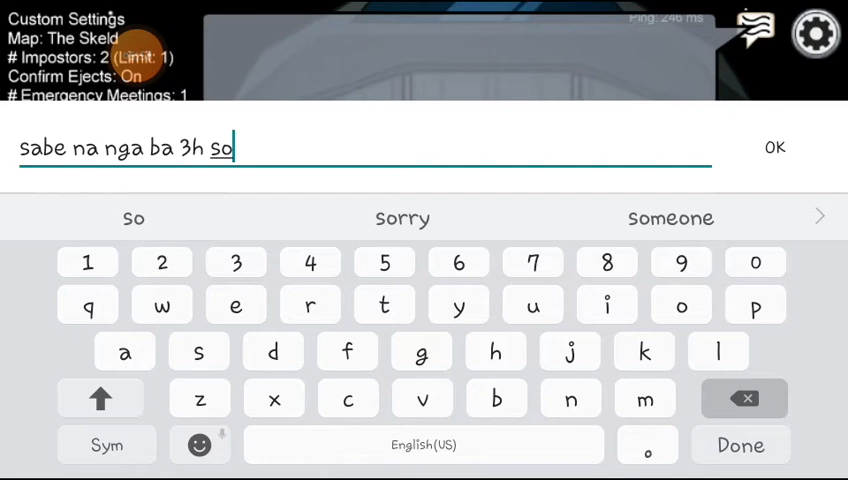 Custom Settings
Map: The Skeld
# Impostors: 2 (Limit: 1)
Confirm Ejects: On
# Emergency Meetings: 1
Ping: 246 ms
sabe na nga ba 3h so
OK
so sorry someone
1 2 3 4 5 6 7 8 9 0
q w e r t y u i o p
a s d f g h j k l
z x c v b n m
Sym English(US) . Done